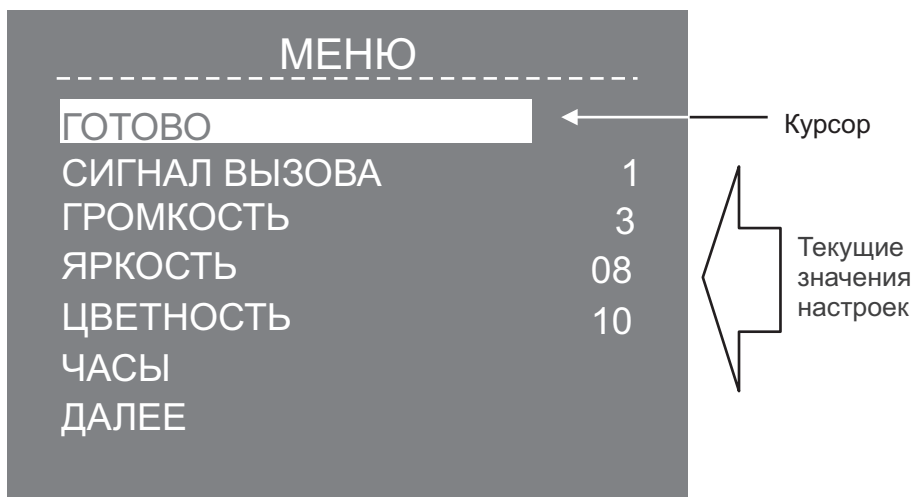 МЕНЮ
ГОТОВО
Курсор
СИГНАЛ ВЫЗОВА 1
ГРОМКОСТЬ 3
ЯРКОСТЬ 08
ЦВЕТНОСТЬ 10
ЧАСЫ
ДАЛЕЕ
Текущие
значения
настроек